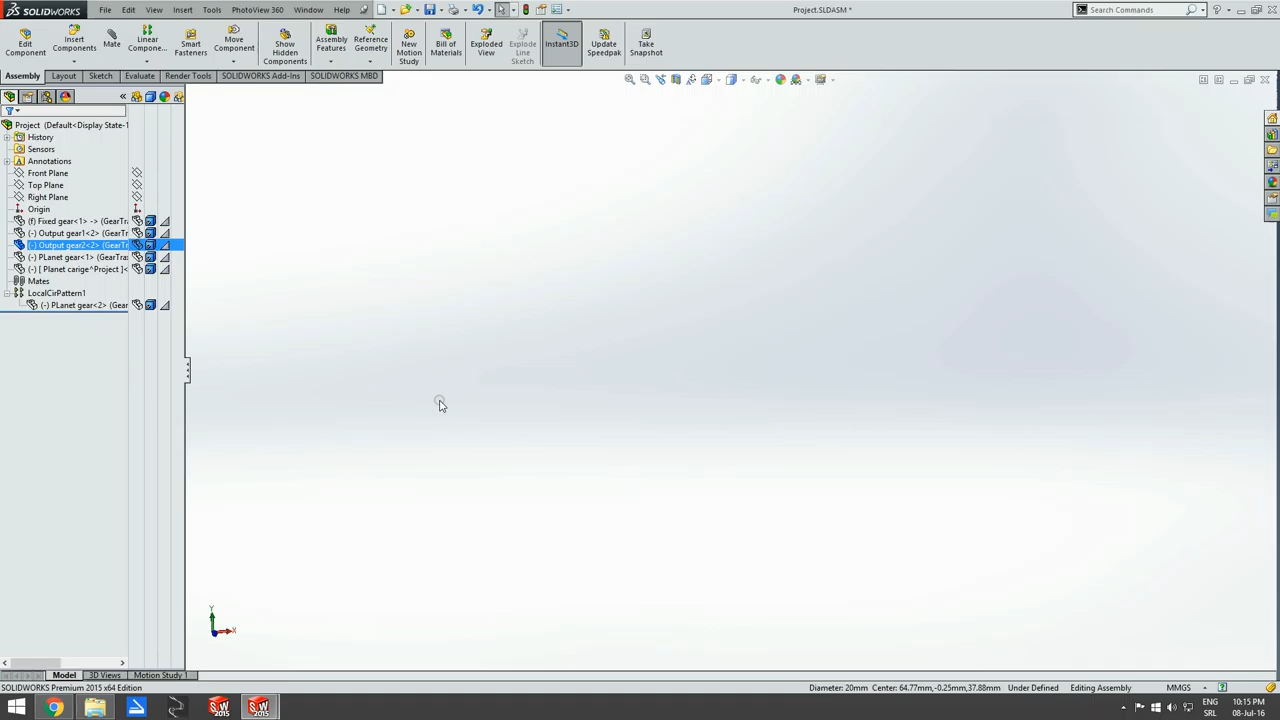 SOLIDWORKS File Edit View Insert Tools PhotoView 360 Window Help Project.SLDASM * Search Commands
Edit Component
Insert Components
Mate
Linear Compone...
Smart Fasteners
Move Component
Show Hidden Components
Assembly Features
Reference Geometry
New Motion Study
Bill of Materials
Exploded View
Explode Line Sketch
Instant3D
Update Speedpak
Take Snapshot
Assembly Layout Sketch Evaluate Render Tools SOLIDWORKS Add-Ins SOLIDWORKS MBD
Project (Default<Display State-1
History
Sensors
Annotations
Front Plane
Top Plane
Right Plane
Origin
(f) Fixed gear<1> -> (GearTra
(-) Output gear1<2> (GearTr
(-) Output gear2<2> (GearTr
(-) PLanet gear<1> (GearTra
(-) [ Planet carige^Project ]<
Mates
LocalCirPattern1
(-) PLanet gear<2> (Gear
Y
X
Model 3D Views Motion Study 1
SOLIDWORKS Premium 2015 x64 Edition Diameter: 20mm Center: 64.77mm,-0.25mm,37.88mm Under Defined Editing Assembly MMGS
2015 2015
ENG 10:15 PM
SRL 08-Jul-16